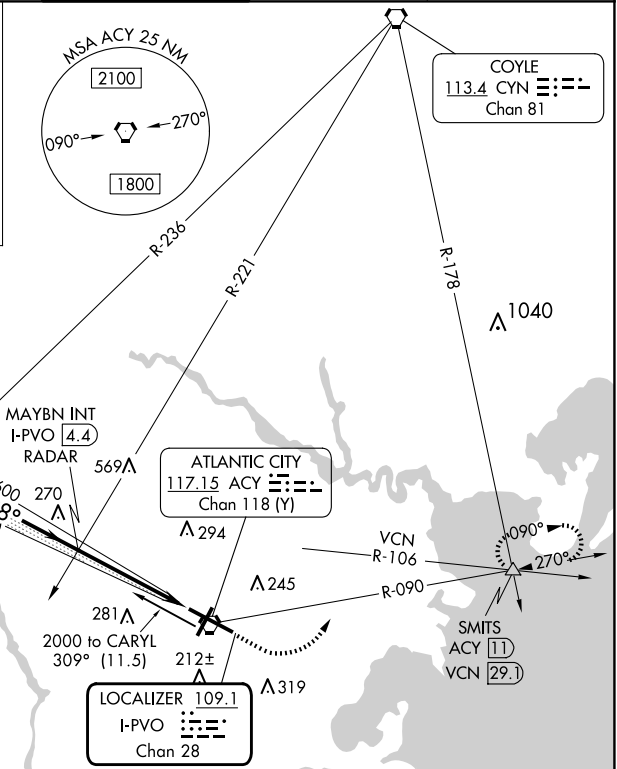 MSA ACY 25 NM
2100
090°
270°
1800
COYLE
113.4 CYN
Chan 81
R-236
R-221
R-178
1040
MAYBN INT
I-PVO 4.4
RADAR
569
270
8°
ATLANTIC CITY
117.15 ACY
Chan 118 (Y)
294
VCN
R-106
090°
270°
245
R-090
281
2000 to CARYL
309° (11.5)
212±
SMITS
ACY 11
VCN 29.1
319
LOCALIZER 109.1
I-PVO
Chan 28